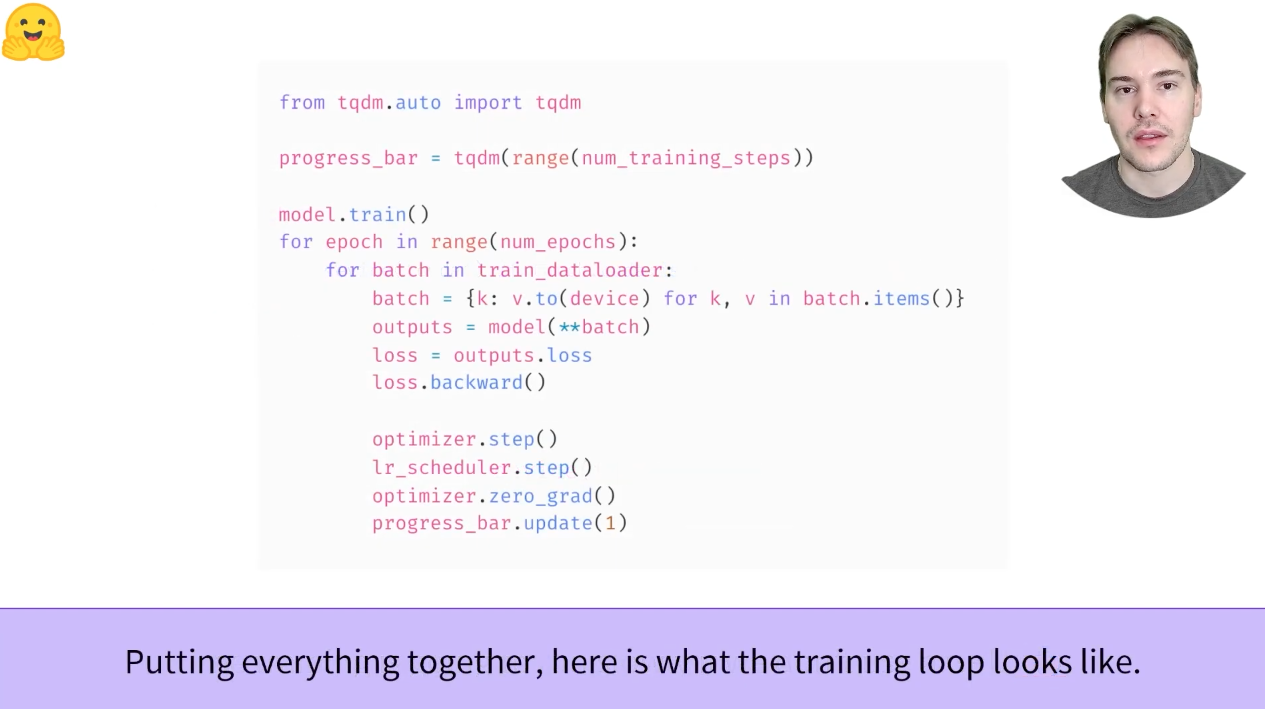 from tqdm.auto import tqdm
progress_bar = tqdm(range(num_training_steps))
model.train()
for epoch in range(num_epochs):
    for batch in train_dataloader:
        batch = {k: v.to(device) for k, v in batch.items()}
        outputs = model(**batch)
        loss = outputs.loss
        loss.backward()
        optimizer.step()
        lr_scheduler.step()
        optimizer.zero_grad()
        progress_bar.update(1)
Putting everything together, here is what the training loop looks like.